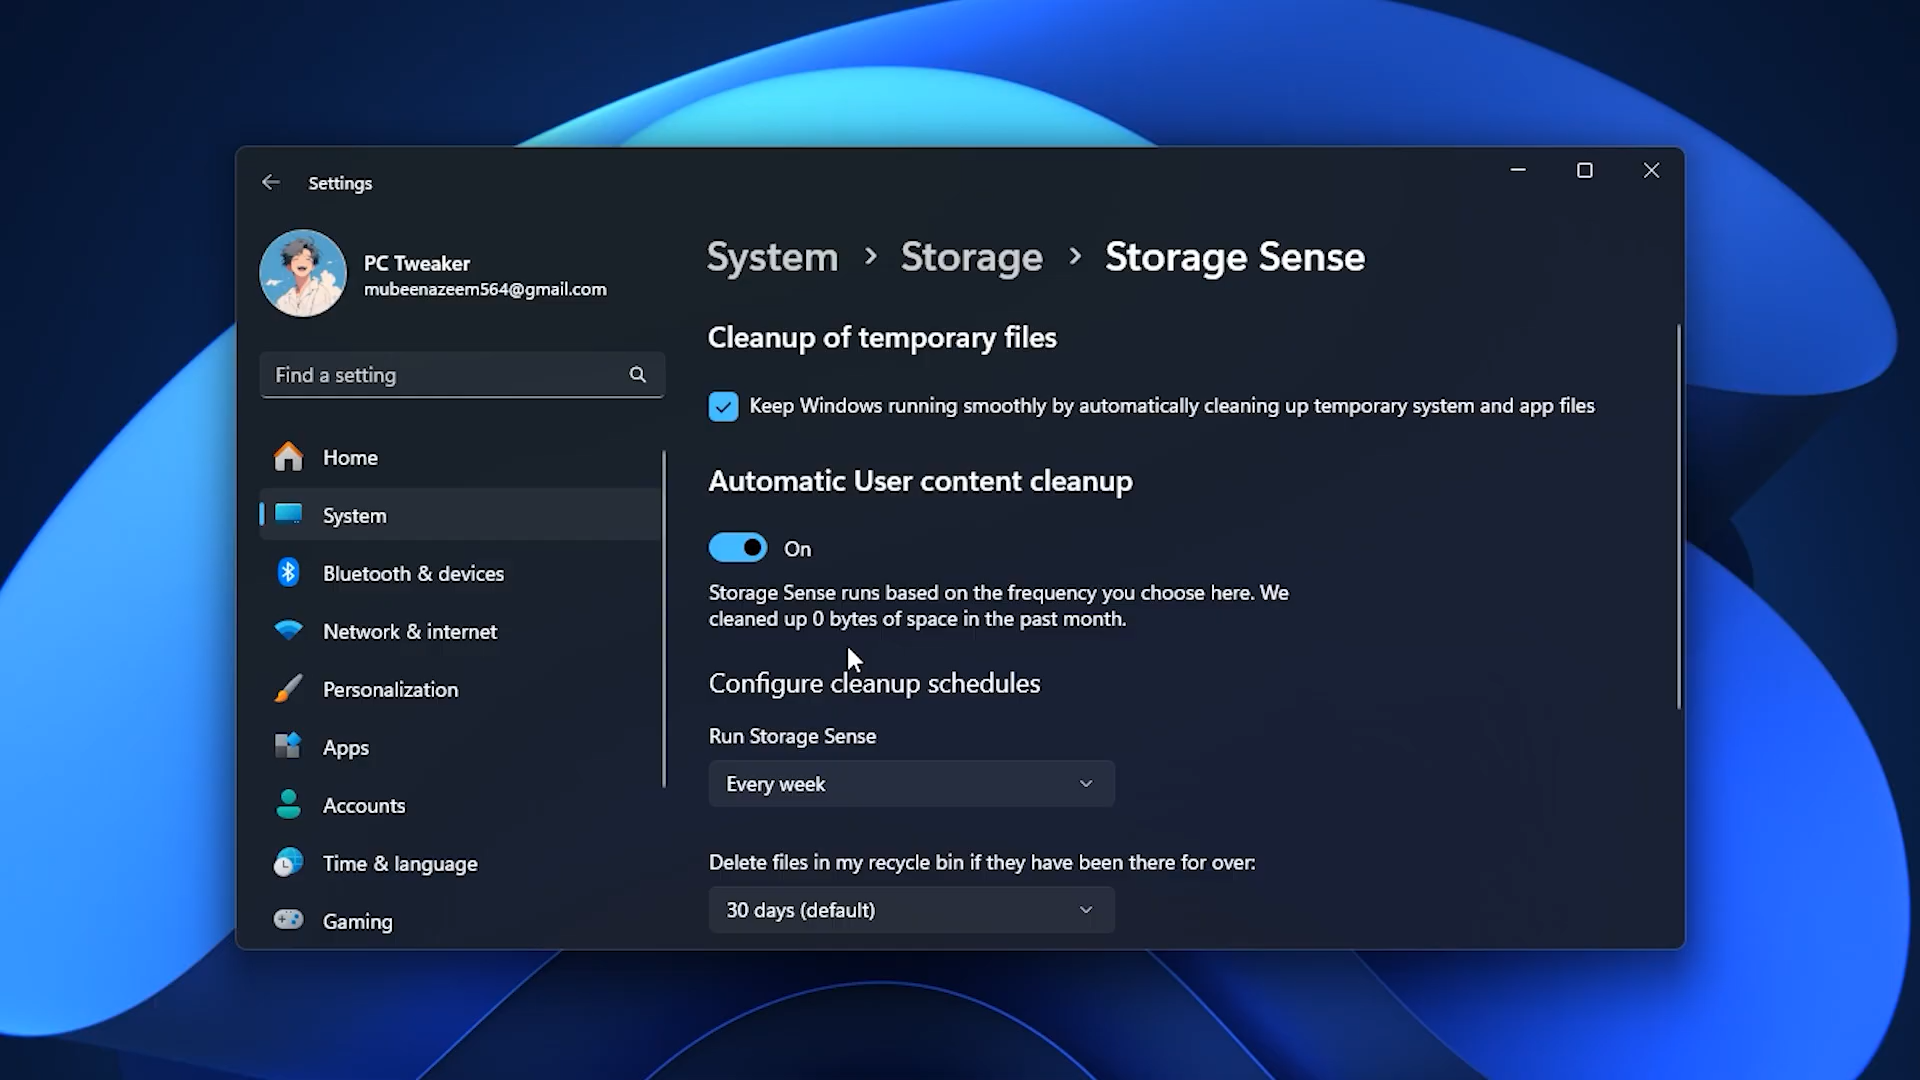 Settings
PC Tweaker
mubeenazeem564@gmail.com
Find a setting
Home
System
Bluetooth & devices
Network & internet
Personalization
Apps
Accounts
Time & language
Gaming
System > Storage > Storage Sense
Cleanup of temporary files
Keep Windows running smoothly by automatically cleaning up temporary system and app files
Automatic User content cleanup
On
Storage Sense runs based on the frequency you choose here. We
cleaned up 0 bytes of space in the past month.
Configure cleanup schedules
Run Storage Sense
Every week
Delete files in my recycle bin if they have been there for over:
30 days (default)